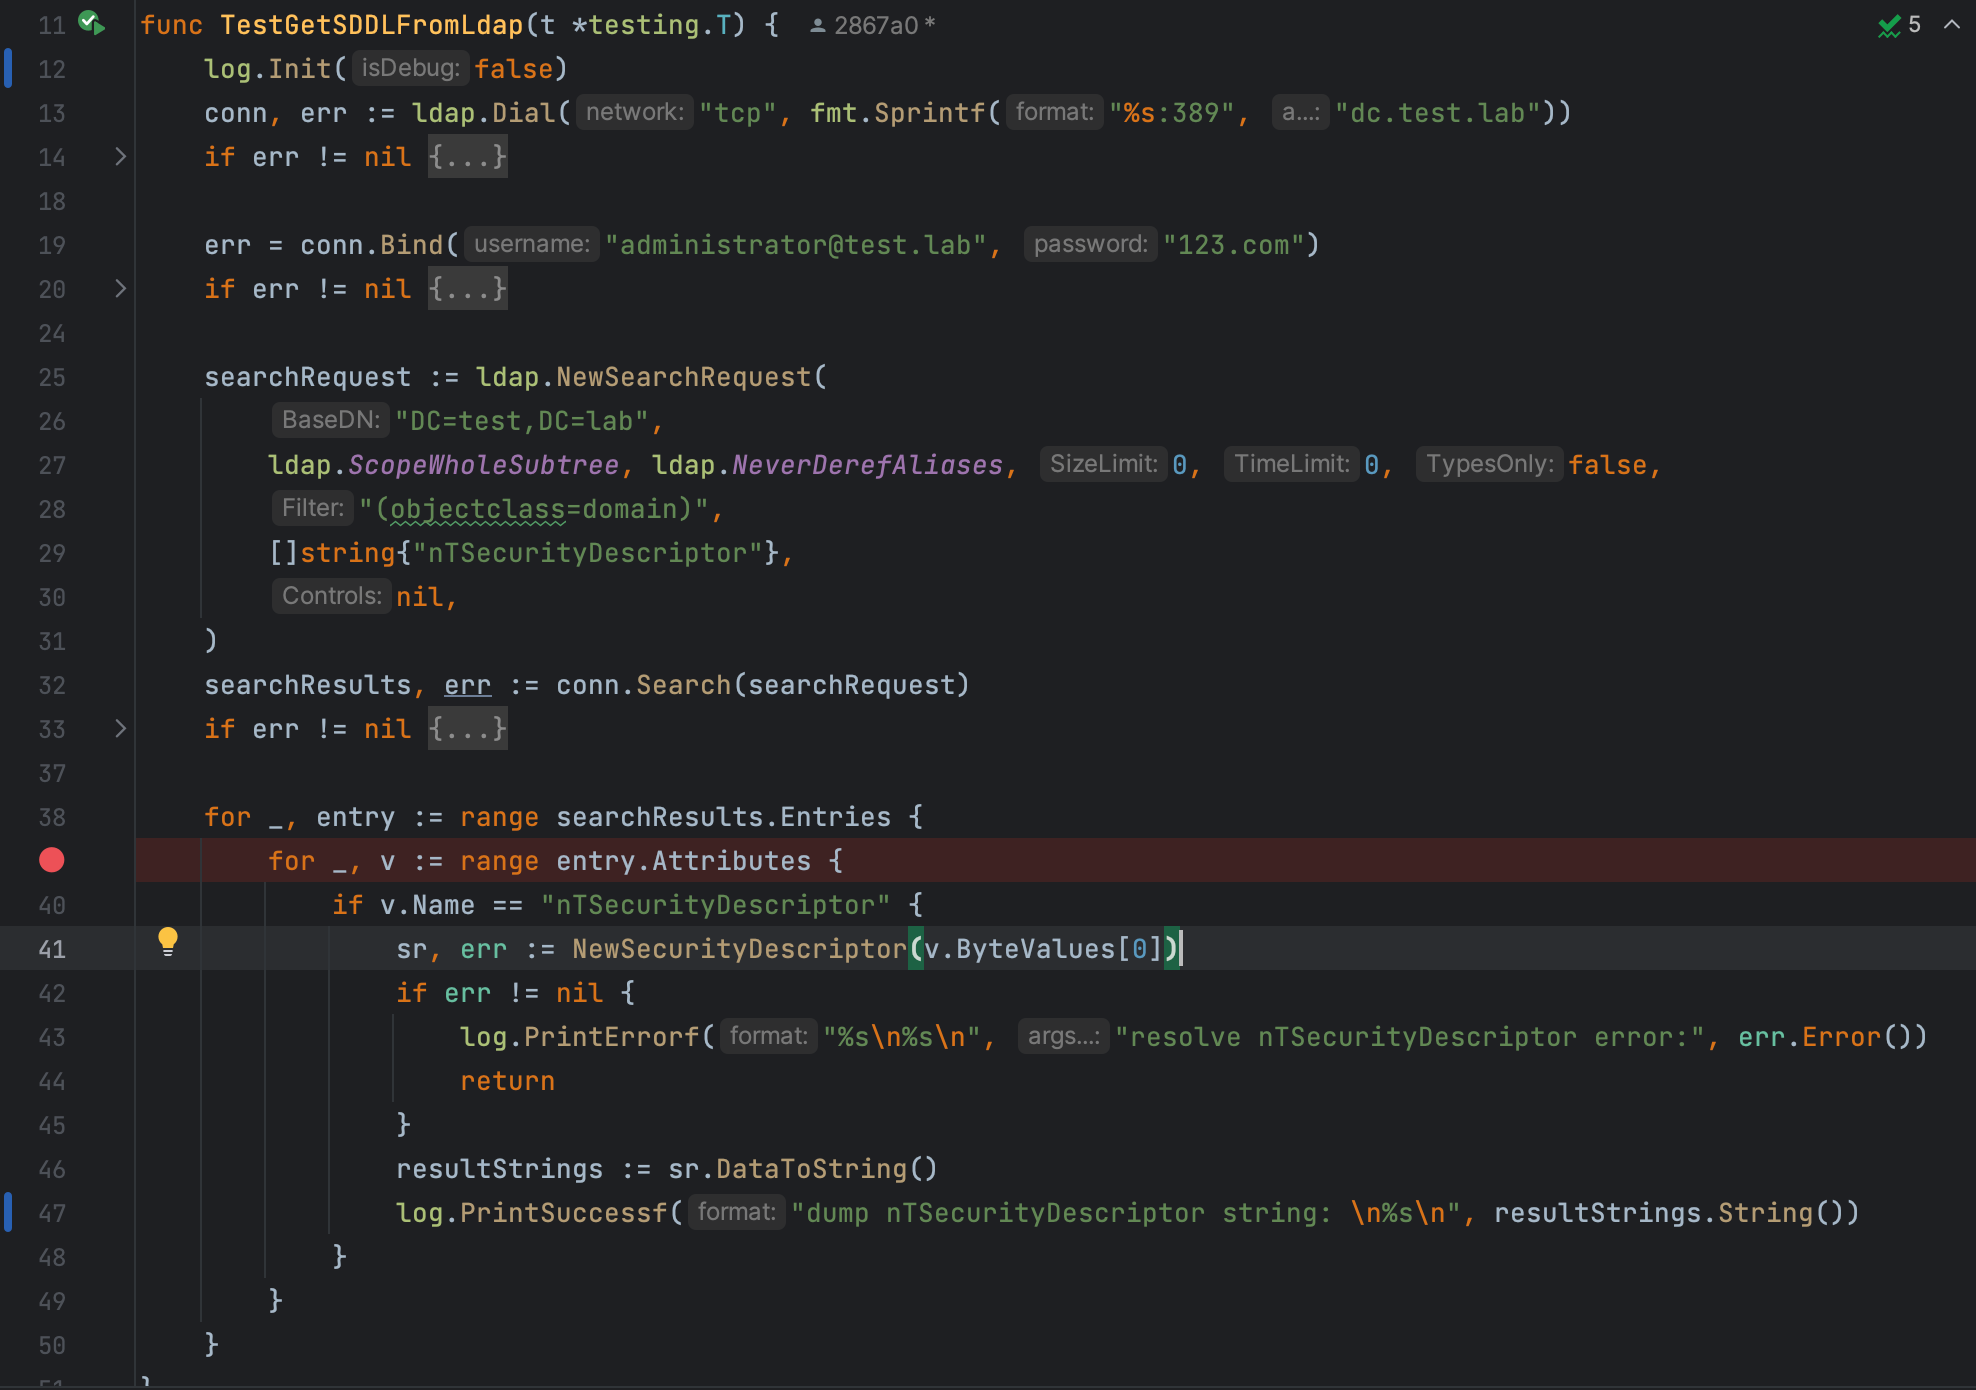 11 func TestGetSDDLFromLdap(t *testing.T) { 2867a0 * 5
12 log.Init( isDebug: false)
13 conn, err := ldap.Dial( network: "tcp", fmt.Sprintf( format: "%s:389", a...: "dc.test.lab"))
14 if err != nil {...}
18
19 err = conn.Bind( username: "administrator@test.lab", password: "123.com")
20 if err != nil {...}
24
25 searchRequest := ldap.NewSearchRequest(
26 BaseDN: "DC=test,DC=lab",
27 ldap.ScopeWholeSubtree, ldap.NeverDerefAliases, SizeLimit: 0, TimeLimit: 0, TypesOnly: false,
28 Filter: "(objectclass=domain)",
29 []string{"nTSecurityDescriptor"},
30 Controls: nil,
31 )
32 searchResults, err := conn.Search(searchRequest)
33 if err != nil {...}
37
38 for _, entry := range searchResults.Entries {
for _, v := range entry.Attributes {
40 if v.Name == "nTSecurityDescriptor" {
41 sr, err := NewSecurityDescriptor(v.ByteValues[0])
42 if err != nil {
43 log.PrintErrorf( format: "%s\n%s\n", args...: "resolve nTSecurityDescriptor error:", err.Error())
44 return
45 }
46 resultStrings := sr.DataToString()
47 log.PrintSuccessf( format: "dump nTSecurityDescriptor string: \n%s\n", resultStrings.String())
48 }
49 }
50 }
51 }